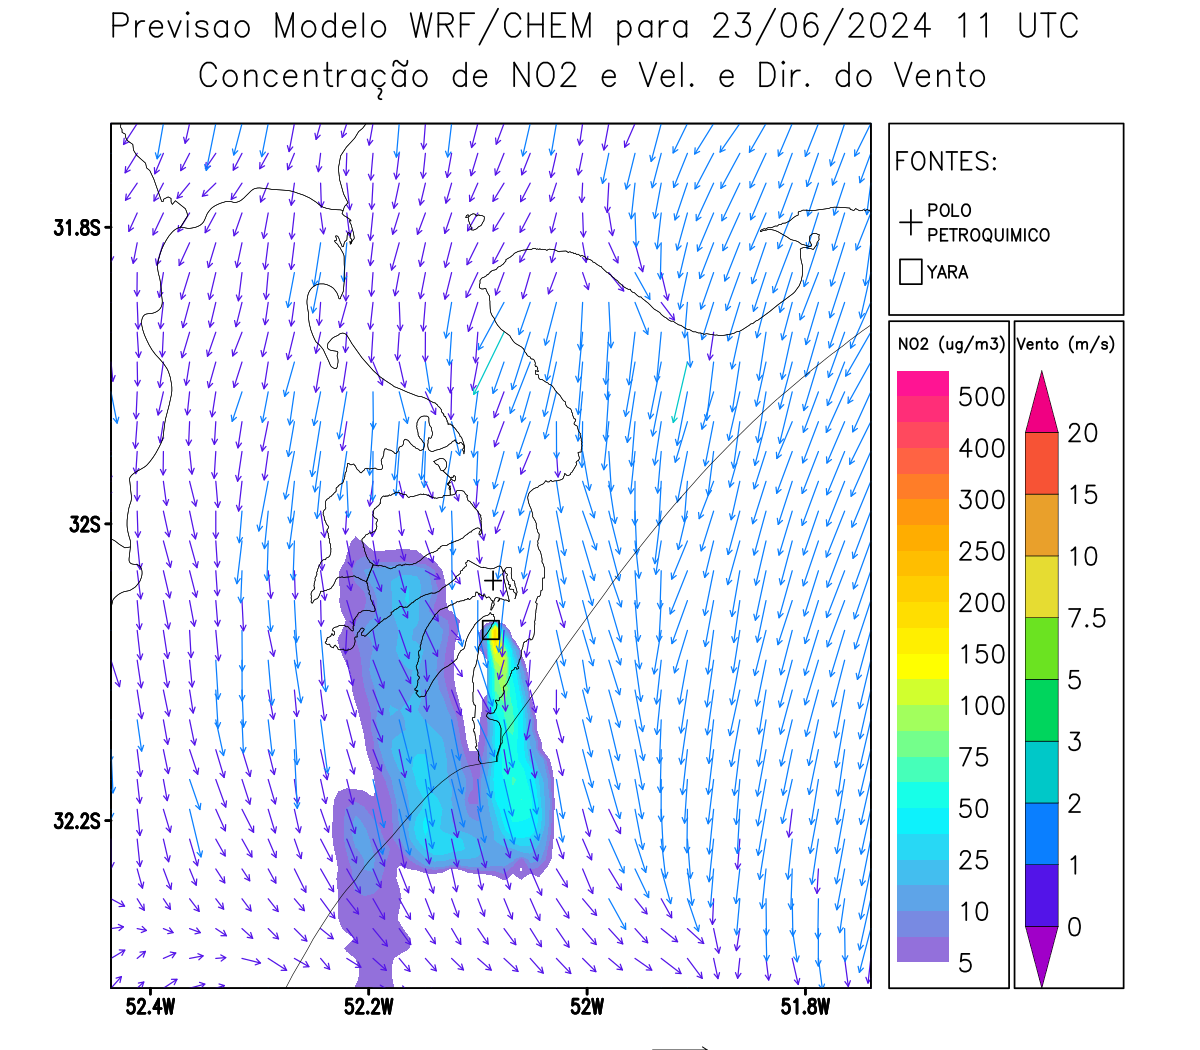 Previsao Modelo WRF/CHEM para 23/06/2024 11 UTC
Concentração de NO2 e Vel. e Dir. do Vento
FONTES:
POLO
PETROQUIMICO
YARA
NO2 (ug/m3)
500
400
300
250
200
150
100
75
50
25
10
5
Vento (m/s)
20
15
10
7.5
5
3
2
1
0
31.8S
32S
32.2S
52.4W
52.2W
52W
51.8W